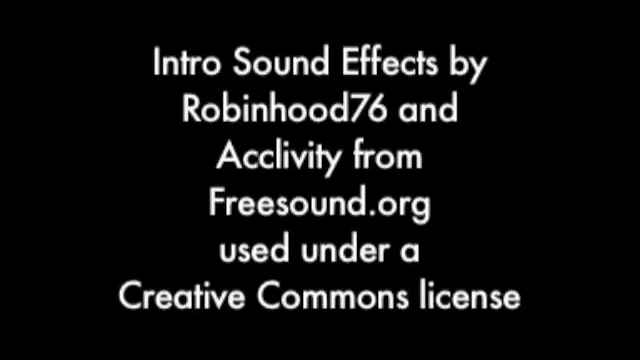 Intro Sound Effects by
Robinhood76 and
Acclivity from
Freesound.org
used under a
Creative Commons license